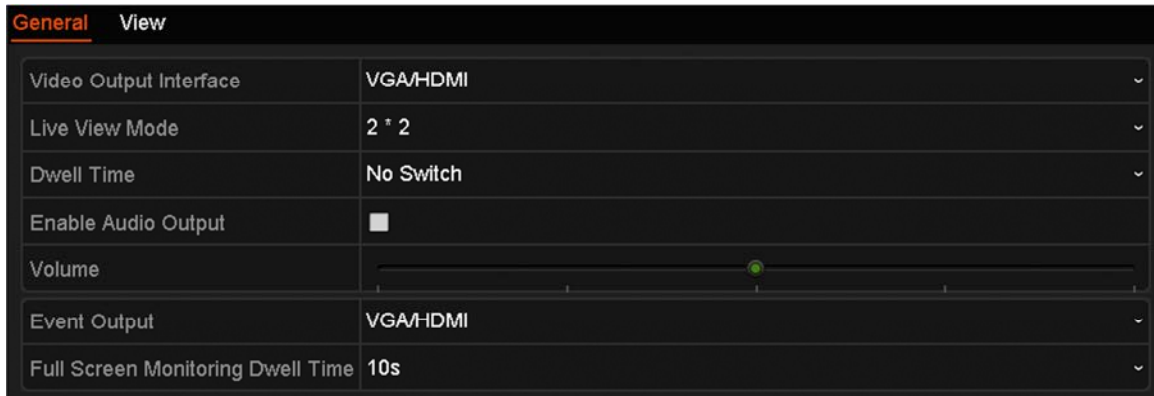 General View
Video Output Interface VGA/HDMI
Live View Mode 2 * 2
Dwell Time No Switch
Enable Audio Output
Volume
Event Output VGA/HDMI
Full Screen Monitoring Dwell Time 10s